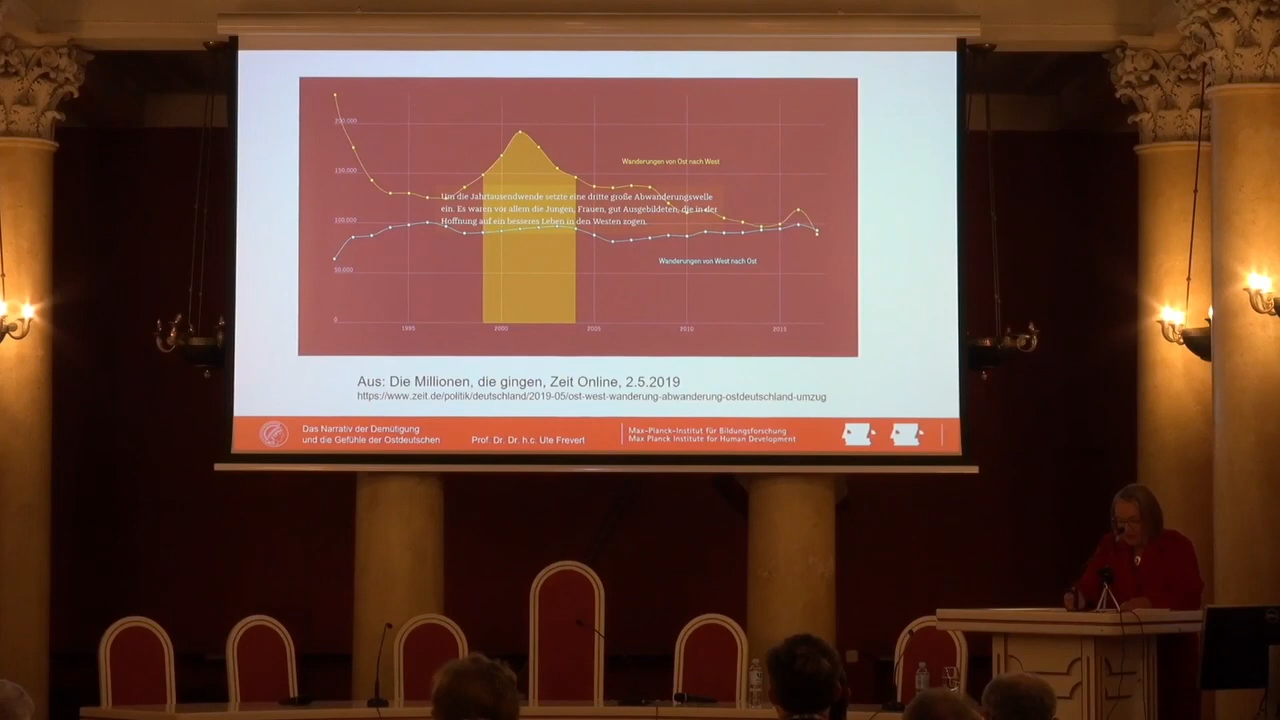 200.000
Wanderungen von Ost nach West
150.000
Um die Jahrtausendwende setzte eine dritte große Abwanderungswelle
ein. Es waren vor allem die Jungen, Frauen, gut Ausgebildeten, die in der
Hoffnung auf ein besseres Leben in den Westen zogen.
100.000
Wanderungen von West nach Ost
50.000
0
1995 2000 2005 2010 2015
Aus: Die Millionen, die gingen, Zeit Online, 2.5.2019
https://www.zeit.de/politik/deutschland/2019-05/ost-west-wanderung-abwanderung-ostdeutschland-umzug
Das Narrativ der Demütigung
und die Gefühle der Ostdeutschen
Prof. Dr. Dr. h.c. Ute Frevert
Max-Planck-Institut für Bildungsforschung
Max Planck Institute for Human Development